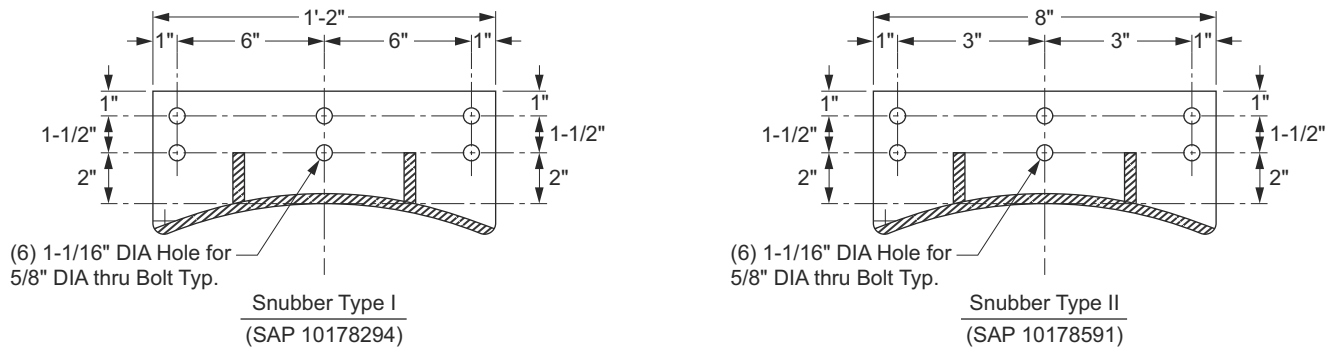 1'-2"
1" 6" 6" 1"
1" 1"
1-1/2" 1-1/2"
2" 2"
(6) 1-1/16" DIA Hole for
5/8" DIA thru Bolt Typ.
Snubber Type I
(SAP 10178294)
8"
1" 3" 3" 1"
1" 1"
1-1/2" 1-1/2"
2" 2"
(6) 1-1/16" DIA Hole for
5/8" DIA thru Bolt Typ.
Snubber Type II
(SAP 10178591)